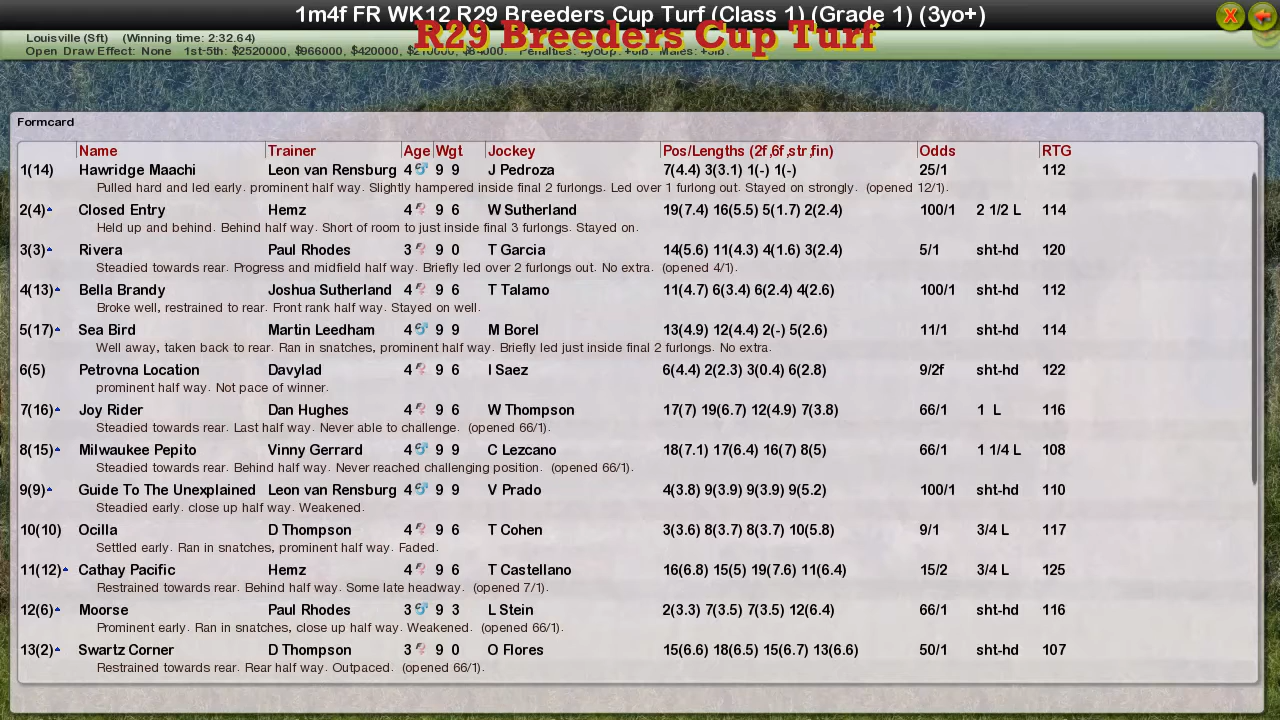 1m4f FR WK12 R29 Breeders Cup Turf (Class 1) (Grade 1) (3yo+)
R29 Breeders Cup Turf
Louisville (Sft) (Winning time: 2:32.64)
Open Draw Effect: None 1st-5th: $2520000, $966000, $420000, $210000, $84000. Penalties: 4yoUp: +6lb. Males: +3lb.
Formcard
Name Trainer Age Wgt Jockey Pos/Lengths (2f,6f,str,fin) Odds RTG
1(14) Hawridge Maachi Leon van Rensburg 4 9 9 J Pedroza 7(4.4) 3(3.1) 1(-) 1(-) 25/1 112
Pulled hard and led early. prominent half way. Slightly hampered inside final 2 furlongs. Led over 1 furlong out. Stayed on strongly. (opened 12/1).
2(4) Closed Entry Hemz 4 9 6 W Sutherland 19(7.4) 16(5.5) 5(1.7) 2(2.4) 100/1 2 1/2 L 114
Held up and behind. Behind half way. Short of room to just inside final 3 furlongs. Stayed on.
3(3) Rivera Paul Rhodes 3 9 0 T Garcia 14(5.6) 11(4.3) 4(1.6) 3(2.4) 5/1 sht-hd 120
Steadied towards rear. Progress and midfield half way. Briefly led over 2 furlongs out. No extra. (opened 4/1).
4(13) Bella Brandy Joshua Sutherland 4 9 6 T Talamo 11(4.7) 6(3.4) 6(2.4) 4(2.6) 100/1 sht-hd 112
Broke well, restrained to rear. Front rank half way. Stayed on well.
5(17) Sea Bird Martin Leedham 4 9 9 M Borel 13(4.9) 12(4.4) 2(-) 5(2.6) 11/1 sht-hd 114
Well away, taken back to rear. Ran in snatches, prominent half way. Briefly led just inside final 2 furlongs. No extra.
6(5) Petrovna Location Davylad 4 9 6 I Saez 6(4.4) 2(2.3) 3(0.4) 6(2.8) 9/2f sht-hd 122
prominent half way. Not pace of winner.
7(16) Joy Rider Dan Hughes 4 9 6 W Thompson 17(7) 19(6.7) 12(4.9) 7(3.8) 66/1 1 L 116
Steadied towards rear. Last half way. Never able to challenge. (opened 66/1).
8(15) Milwaukee Pepito Vinny Gerrard 4 9 9 C Lezcano 18(7.1) 17(6.4) 16(7) 8(5) 66/1 1 1/4 L 108
Steadied towards rear. Behind half way. Never reached challenging position. (opened 66/1).
9(9) Guide To The Unexplained Leon van Rensburg 4 9 9 V Prado 4(3.8) 9(3.9) 9(3.9) 9(5.2) 100/1 sht-hd 110
Steadied early. close up half way. Weakened.
10(10) Ocilla D Thompson 4 9 6 T Cohen 3(3.6) 8(3.7) 8(3.7) 10(5.8) 9/1 3/4 L 117
Settled early. Ran in snatches, prominent half way. Faded.
11(12) Cathay Pacific Hemz 4 9 6 T Castellano 16(6.8) 15(5) 19(7.6) 11(6.4) 15/2 3/4 L 125
Restrained towards rear. Behind half way. Some late headway. (opened 7/1).
12(6) Moorse Paul Rhodes 3 9 3 L Stein 2(3.3) 7(3.5) 7(3.5) 12(6.4) 66/1 sht-hd 116
Prominent early. Ran in snatches, close up half way. Weakened. (opened 66/1).
13(2) Swartz Corner D Thompson 3 9 0 O Flores 15(6.6) 18(6.5) 15(6.7) 13(6.6) 50/1 sht-hd 107
Restrained towards rear. Rear half way. Outpaced. (opened 66/1).